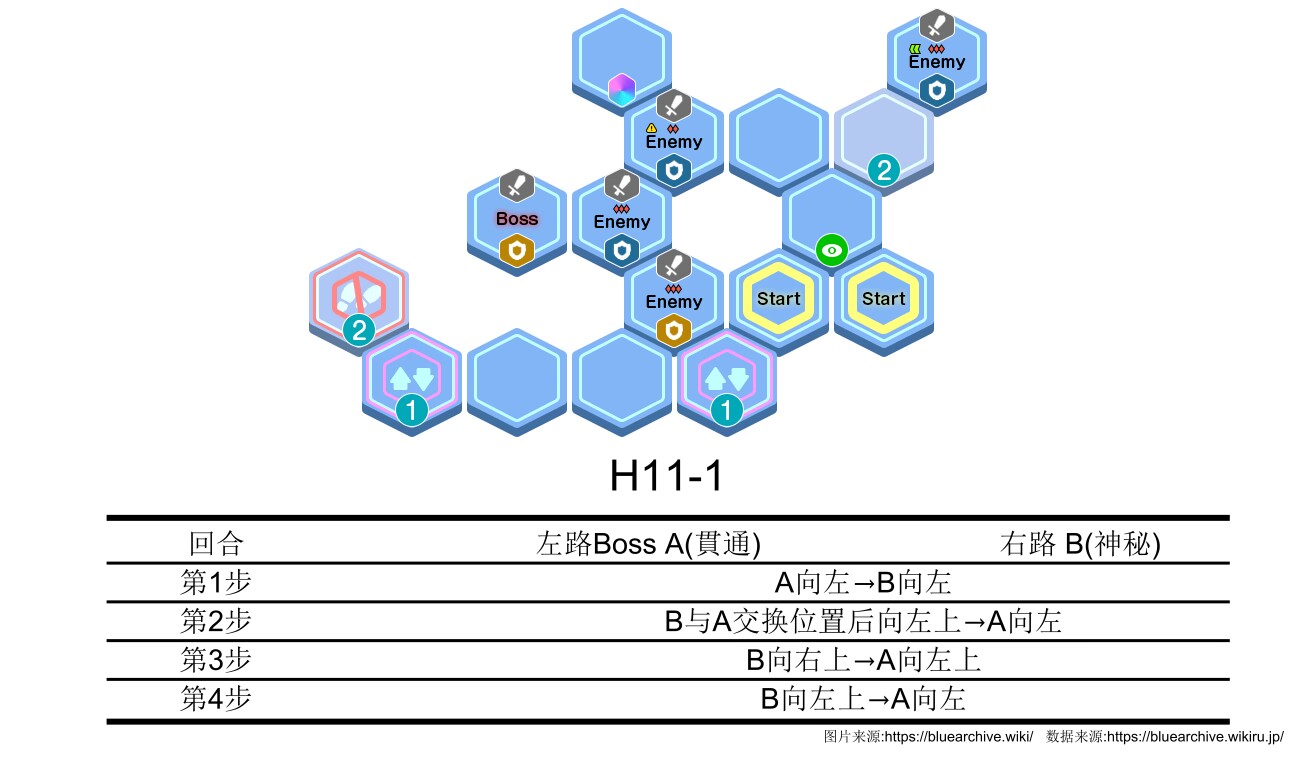 Enemy
Enemy
2
Boss
Enemy
Enemy
Start
Start
2
1
1
H11-1
回合 左路Boss A(貫通) 右路 B(神秘)
第1步 A向左→B向左
第2步 B与A交换位置后向左上→A向左
第3步 B向右上→A向左上
第4步 B向左上→A向左
图片来源:https://bluearchive.wiki/ 数据来源:https://bluearchive.wikiru.jp/